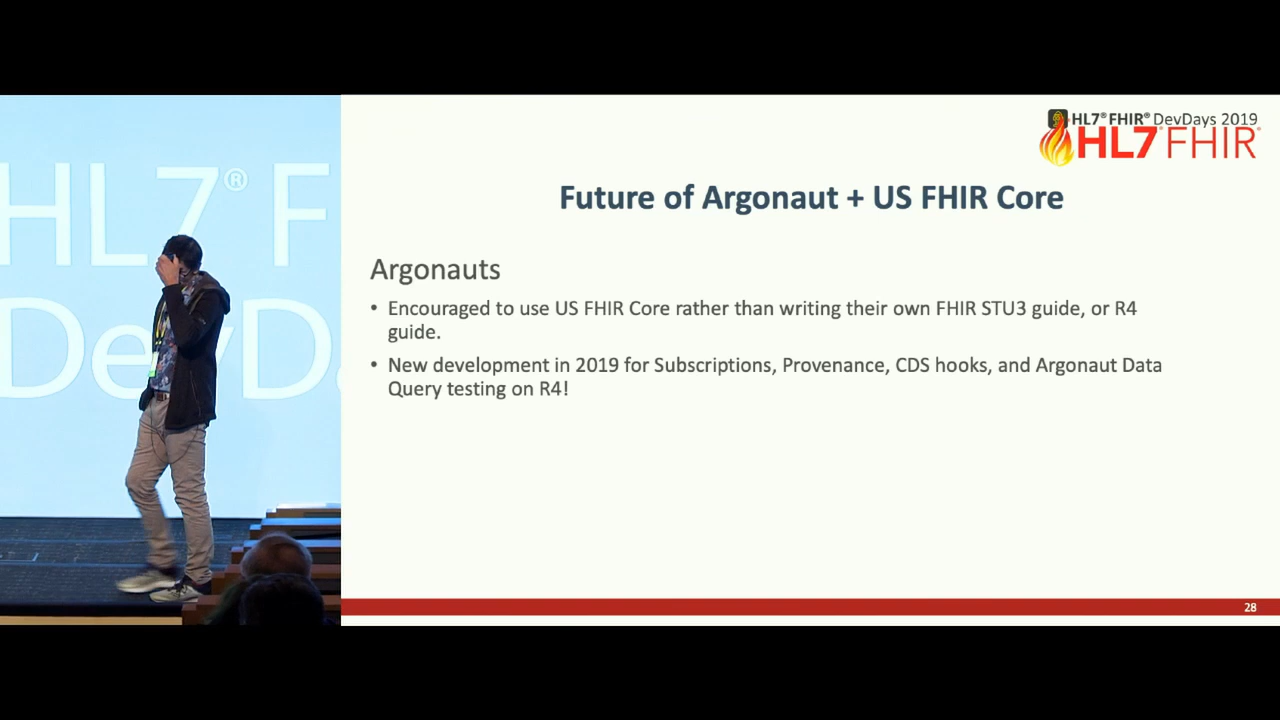 HL7® F
DevD
HL7® FHIR® DevDays 2019
HL7 FHIR®
Future of Argonaut + US FHIR Core
Argonauts
• Encouraged to use US FHIR Core rather than writing their own FHIR STU3 guide, or R4
guide.
• New development in 2019 for Subscriptions, Provenance, CDS hooks, and Argonaut Data
Query testing on R4!
28